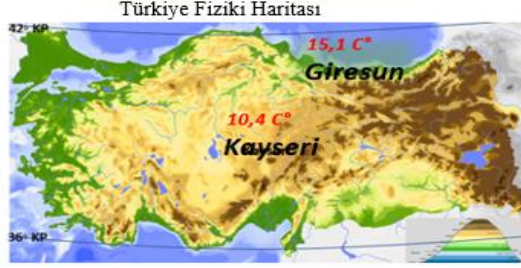 Türkiye Fiziki Haritası
42° KP
15,1 C°
Giresun
10,4 C°
Kayseri
36° KP